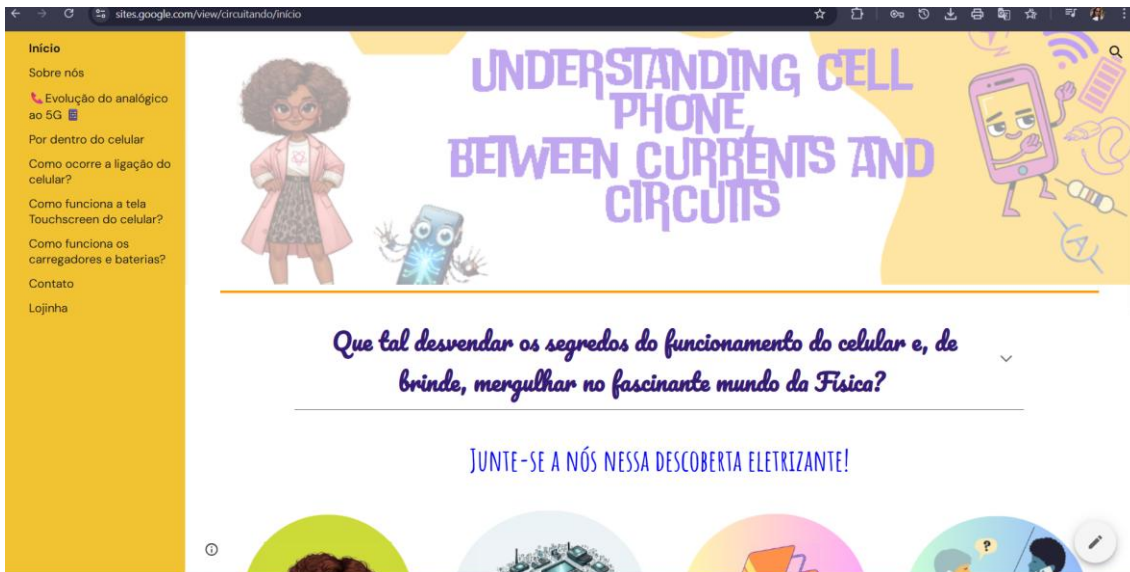 sites.google.com/view/circuitando/início
Início
Sobre nós
📞Evolução do analógico
ao 5G
Por dentro do celular
Como ocorre a ligação do
celular?
Como funciona a tela
Touchscreen do celular?
Como funciona os
carregadores e baterias?
Contato
Lojinha
UNDERSTANDING CELL
PHONE,
BETWEEN CURRENTS AND
CIRCUITS
A
Que tal desvendar os segredos do funcionamento do celular e, de
brinde, mergulhar no fascinante mundo da Física?
JUNTE-SE A NÓS NESSA DESCOBERTA ELETRIZANTE!
?